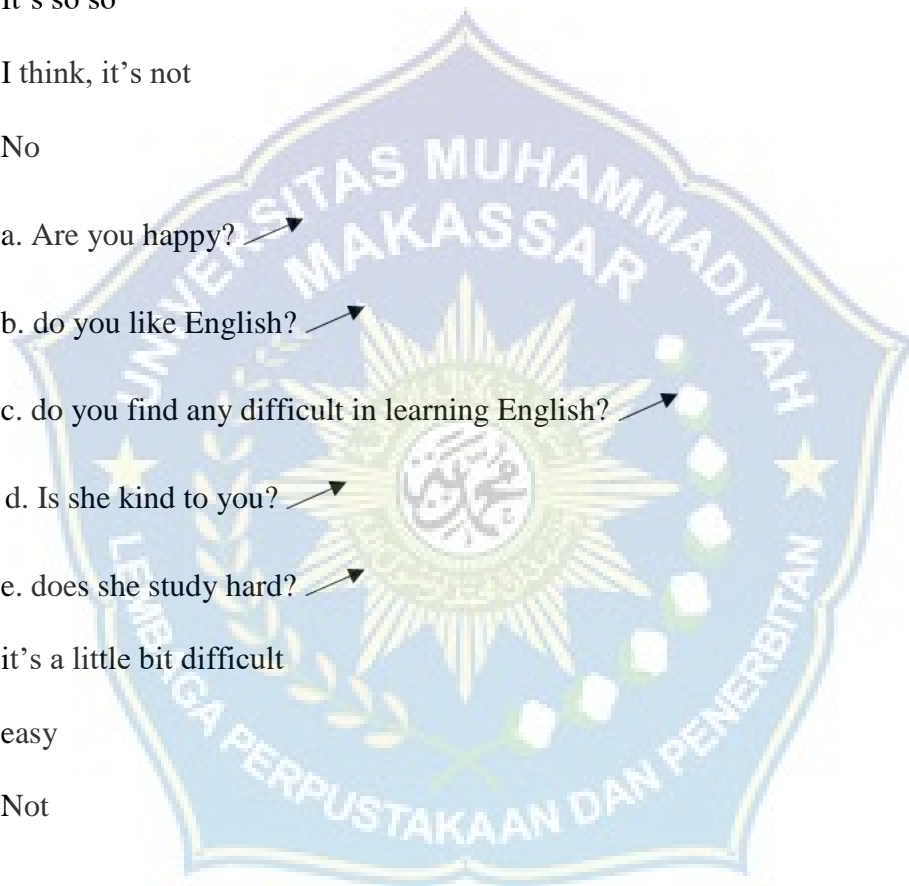 It's so so
I think, it's not
No
a. Are you happy?
b. do you like English?
c. do you find any difficult in learning English?
d. Is she kind to you?
e. does she study hard?
it's a little bit difficult
easy
Not
UNIVERSITAS MUHAMMADIYAH
MAKASSAR
LEMBAGA PERPUSTAKAAN DAN PENERBITAN